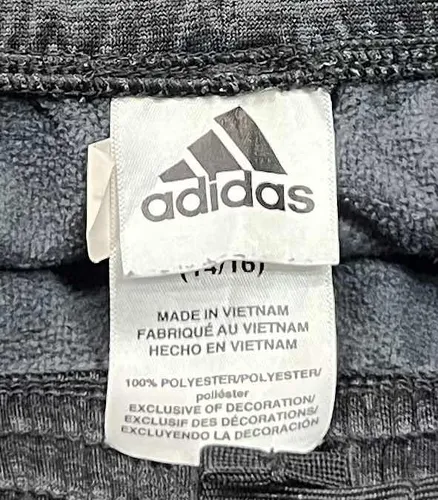 adidas
(14/16)
MADE IN VIETNAM
FABRIQUÉ AU VIETNAM
HECHO EN VIETNAM
100% POLYESTER/POLYESTER/
poliéster
EXCLUSIVE OF DECORATION/
EXCLUSIF DES DÉCORATIONS/
EXCLUYENDO LA DECORACIÓN